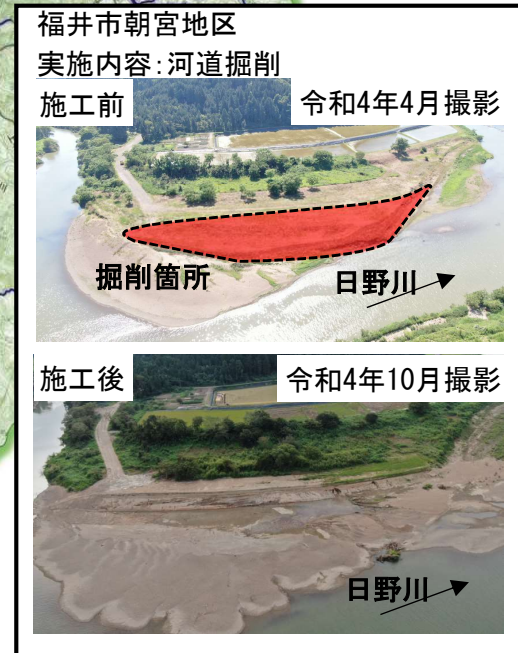 福井市朝宮地区
実施内容：河道掘削
施工前
令和4年4月撮影
掘削箇所
日野川
施工後
令和4年10月撮影
日野川